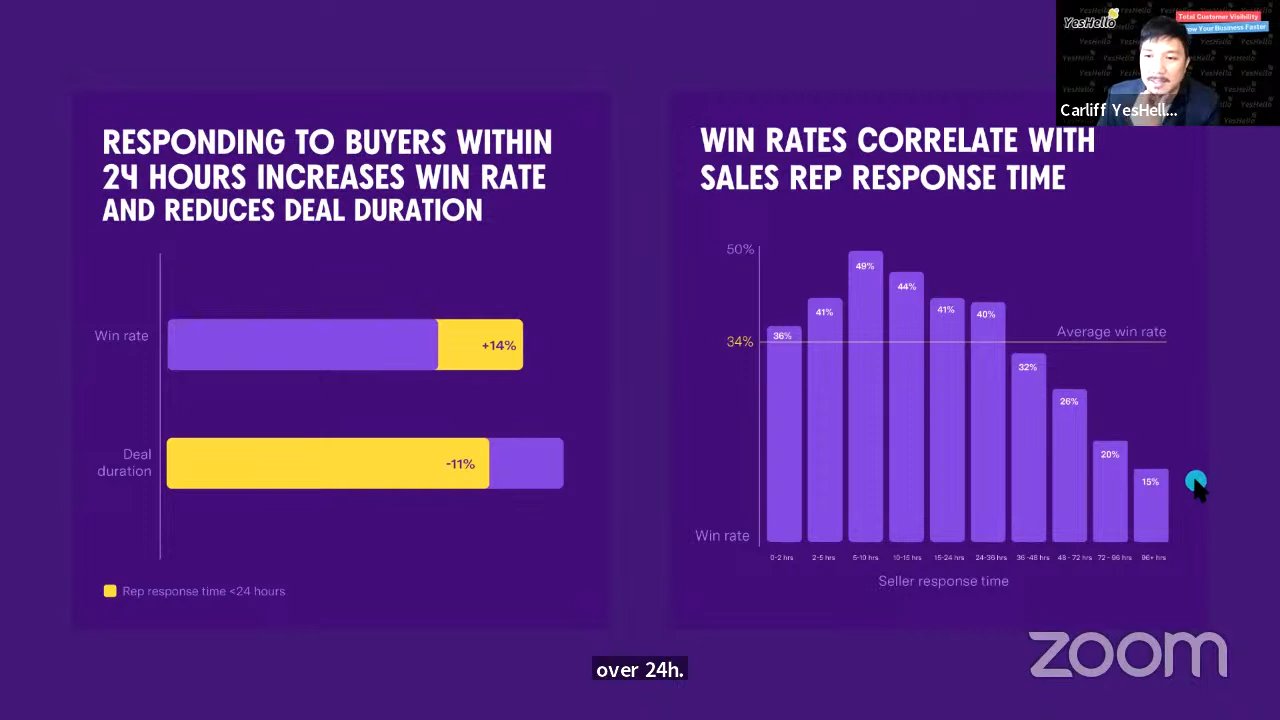 YesHello
Total Customer Visibility
ow Your Business Faster
Carliff YesHell...
RESPONDING TO BUYERS WITHIN
24 HOURS INCREASES WIN RATE
AND REDUCES DEAL DURATION
Win rate
+14%
Deal
duration
-11%
Rep response time <24 hours
WIN RATES CORRELATE WITH
SALES REP RESPONSE TIME
50%
34%
Average win rate
36%
41%
49%
44%
41%
40%
32%
26%
20%
15%
Win rate
0-2 hrs
2-5 hrs
5-10 hrs
10-15 hrs
15-24 hrs
24-36 hrs
36 -48 hrs
48 - 72 hrs
72 - 96 hrs
96+ hrs
Seller response time
over 24h.
zoom